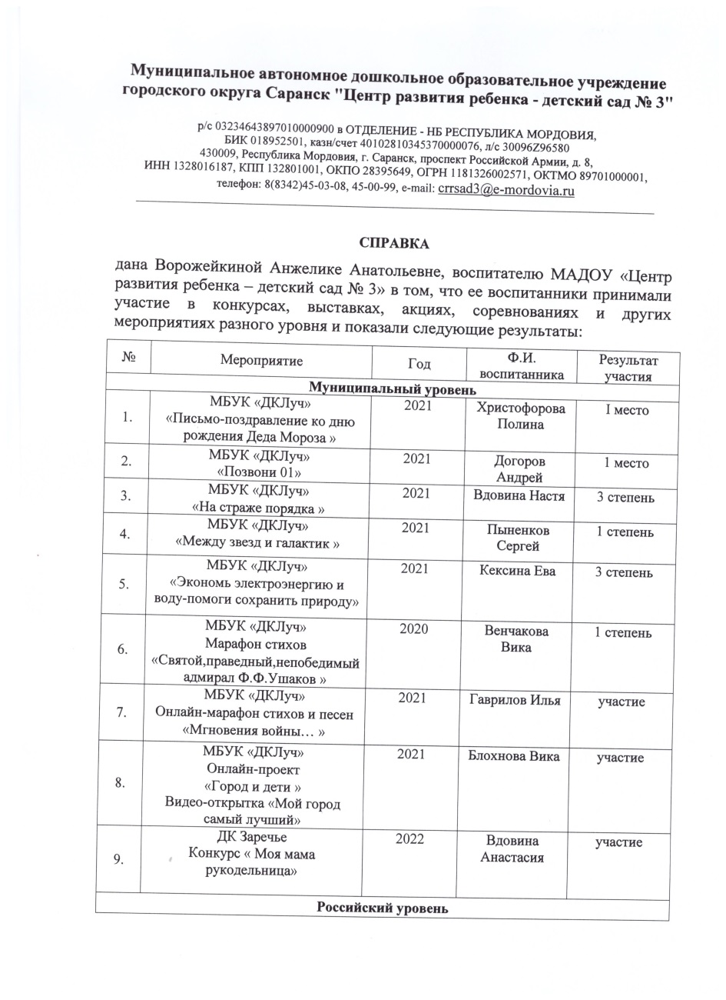 Муниципальное автономное дошкольное образовательное учреждение
городского округа Саранск "Центр развития ребенка - детский сад № 3"
р/с 03234643897010000900 в ОТДЕЛЕНИЕ - НБ РЕСПУБЛИКА МОРДОВИЯ,
БИК 018952501, казн/счет 40102810345370000076, л/с 30096Z96580
430009, Республика Мордовия, г. Саранск, проспект Российской Армии, д. 8,
ИНН 1328016187, КПП 132801001, ОКПО 28395649, ОГРН 1181326002571, ОКТМО 89701000001,
телефон: 8(8342)45-03-08, 45-00-99, e-mail: crrsad3@e-mordovia.ru
СПРАВКА
дана Ворожейкиной Анжелике Анатольевне, воспитателю МАДОУ «Центр
развития ребенка – детский сад № 3» в том, что ее воспитанники принимали
участие в конкурсах, выставках, акциях, соревнованиях и других
мероприятиях разного уровня и показали следующие результаты:
№ Мероприятие Год Ф.И. воспитанника Результат участия
Муниципальный уровень
1. МБУК «ДКЛуч» 2021 Христофорова I место
«Письмо-поздравление ко дню Полина
рождения Деда Мороза »
2. МБУК «ДКЛуч» 2021 Догоров 1 место
«Позвони 01» Андрей
3. МБУК «ДКЛуч» 2021 Вдовина Настя 3 степень
«На страже порядка »
4. МБУК «ДКЛуч» 2021 Пыненков 1 степень
«Между звезд и галактик » Сергей
5. МБУК «ДКЛуч» 2021 Кексина Ева 3 степень
«Экономь электроэнергию и
воду-помоги сохранить природу»
6. МБУК «ДКЛуч» 2020 Венчакова 1 степень
Марафон стихов Вика
«Святой,праведный,непобедимый
адмирал Ф.Ф.Ушаков »
7. МБУК «ДКЛуч» 2021 Гаврилов Илья участие
Онлайн-марафон стихов и песен
«Мгновения войны… »
8. МБУК «ДКЛуч» 2021 Блохнова Вика участие
Онлайн-проект
«Город и дети »
Видео-открытка «Мой город
самый лучший»
9. ДК Заречье 2022 Вдовина участие
Конкурс « Моя мама Анастасия
рукодельница»
Российский уровень